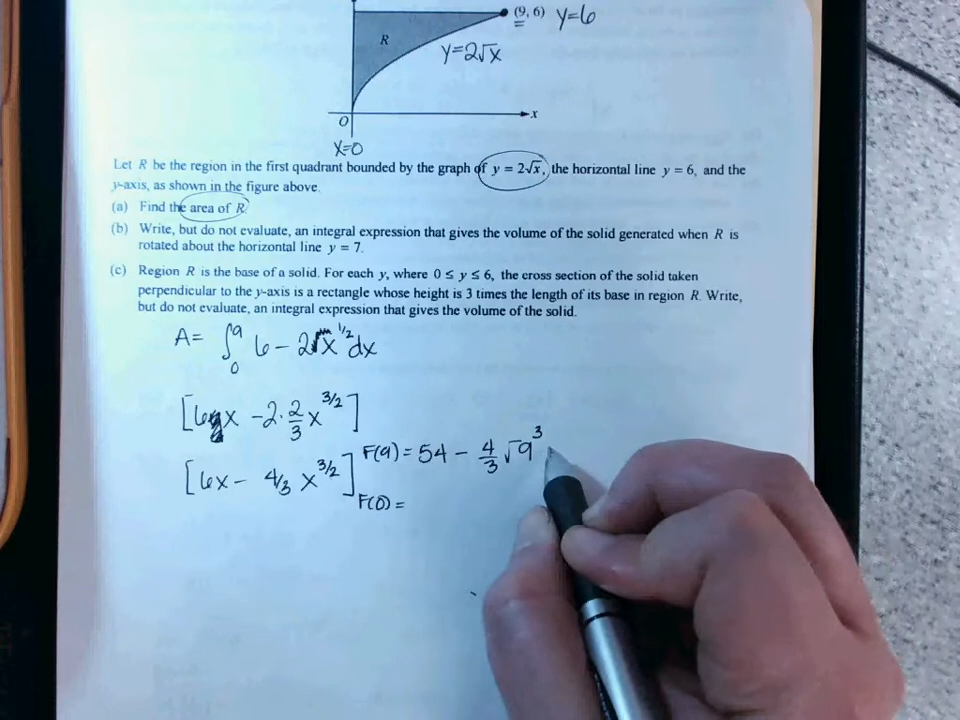 (9, 6) y=6
R
y=2√x
O
x
x=0
Let R be the region in the first quadrant bounded by the graph of y = 2√x, the horizontal line y = 6, and the
y-axis, as shown in the figure above.
(a) Find the area of R.
(b) Write, but do not evaluate, an integral expression that gives the volume of the solid generated when R is
rotated about the horizontal line y = 7.
(c) Region R is the base of a solid. For each y, where 0 ≤ y ≤ 6, the cross section of the solid taken
perpendicular to the y-axis is a rectangle whose height is 3 times the length of its base in region R. Write,
but do not evaluate, an integral expression that gives the volume of the solid.
A= ∫₀⁹ 6 - 2x^1/2 dx
[6x - 2·2/3 x^3/2]
[6x - 4/3 x^3/2] F(9) = 54 - 4/3 √9^3
F(0) =